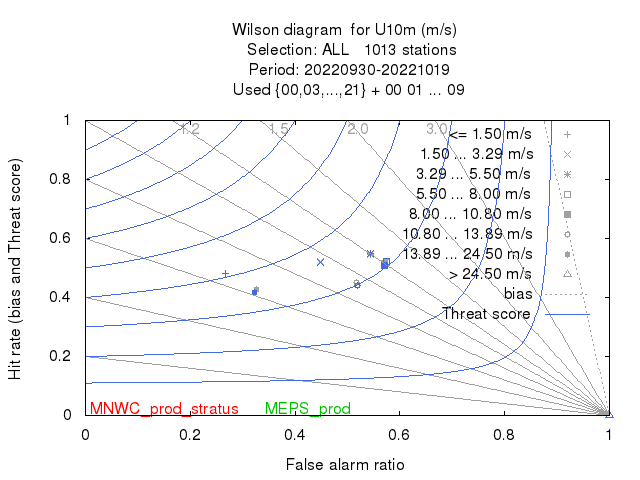 Wilson diagram  for U10m (m/s)
Selection: ALL   1013 stations
Period: 20220930-20221019
Used {00,03,...,21} + 00 01 ... 09
1.2 1.5 2.0 3.0
<= 1.50 m/s
1.50 ... 3.29 m/s
3.29 ... 5.50 m/s
5.50 ... 8.00 m/s
8.00 ... 10.80 m/s
10.80 ... 13.89 m/s
13.89 ... 24.50 m/s
> 24.50 m/s
bias
Threat score
1
0.8
0.6
0.4
0.2
0
Hit rate (bias and Threat score)
MNWC_prod_stratus MEPS_prod
0 0.2 0.4 0.6 0.8 1
False alarm ratio